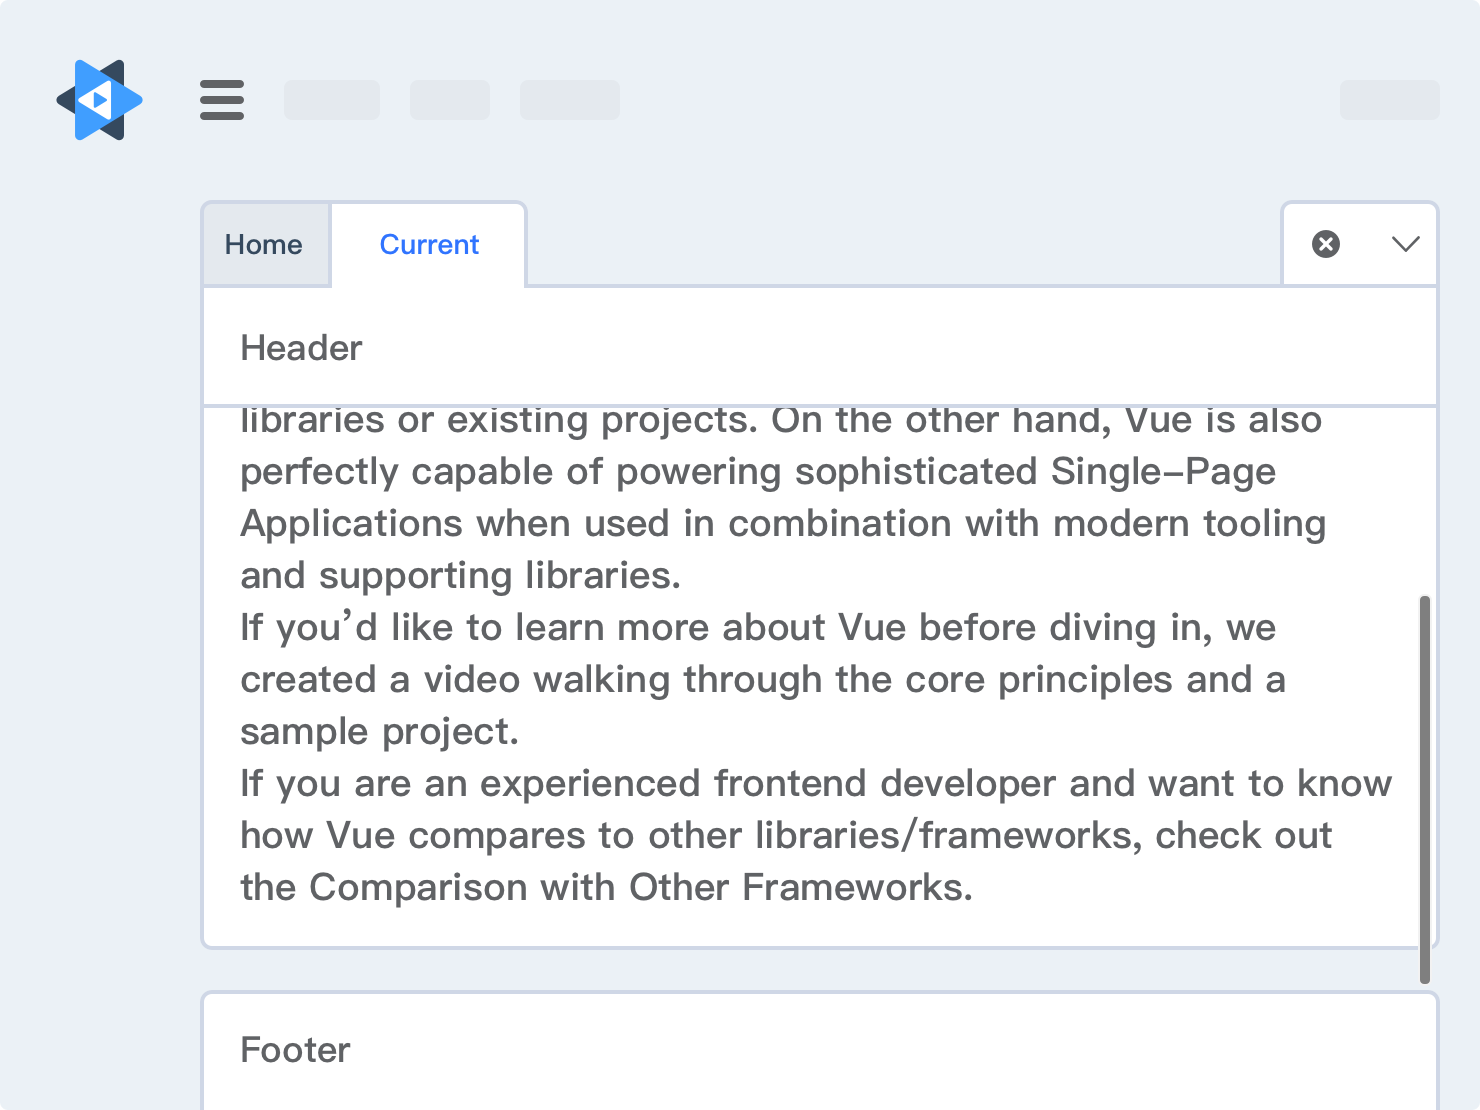 Home
Current
Header
libraries or existing projects. On the other hand, Vue is also
perfectly capable of powering sophisticated Single–Page
Applications when used in combination with modern tooling
and supporting libraries.
If you’d like to learn more about Vue before diving in, we
created a video walking through the core principles and a
sample project.
If you are an experienced frontend developer and want to know
how Vue compares to other libraries/frameworks, check out
the Comparison with Other Frameworks.
Footer